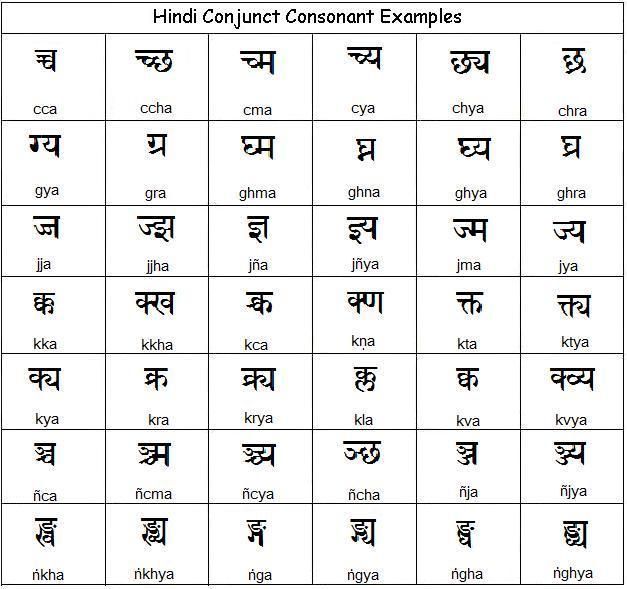 Hindi Conjunct Consonant Examples
च्च च्छ च्म च्य छ्य छ्र
cca ccha cma cya chya chra
ग्य ग्र घ्म घ्न घ्य घ्र
gya gra ghma ghna ghya ghra
ज्ज ज्झ ज्ञ ज्ञ्य ज्म ज्य
jja jjha jña jñya jma jya
क्क क्ख क्च क्ण क्त क्त्य
kka kkha kca kṇa kta ktya
क्य क्र क्र्य क्ल क्व क्व्य
kya kra krya kla kva kvya
ञ्च ञ्च्म ञ्च्य ञ्छ ञ्ज ञ्ज्य
ñca ñcma ñcya ñcha ñja ñjya
ङ्ख ङ्ख्य ङ्ग ङ्ग्य ङ्घ ङ्घ्य
ṅkha ṅkhya ṅga ṅgya ṅgha ṅghya